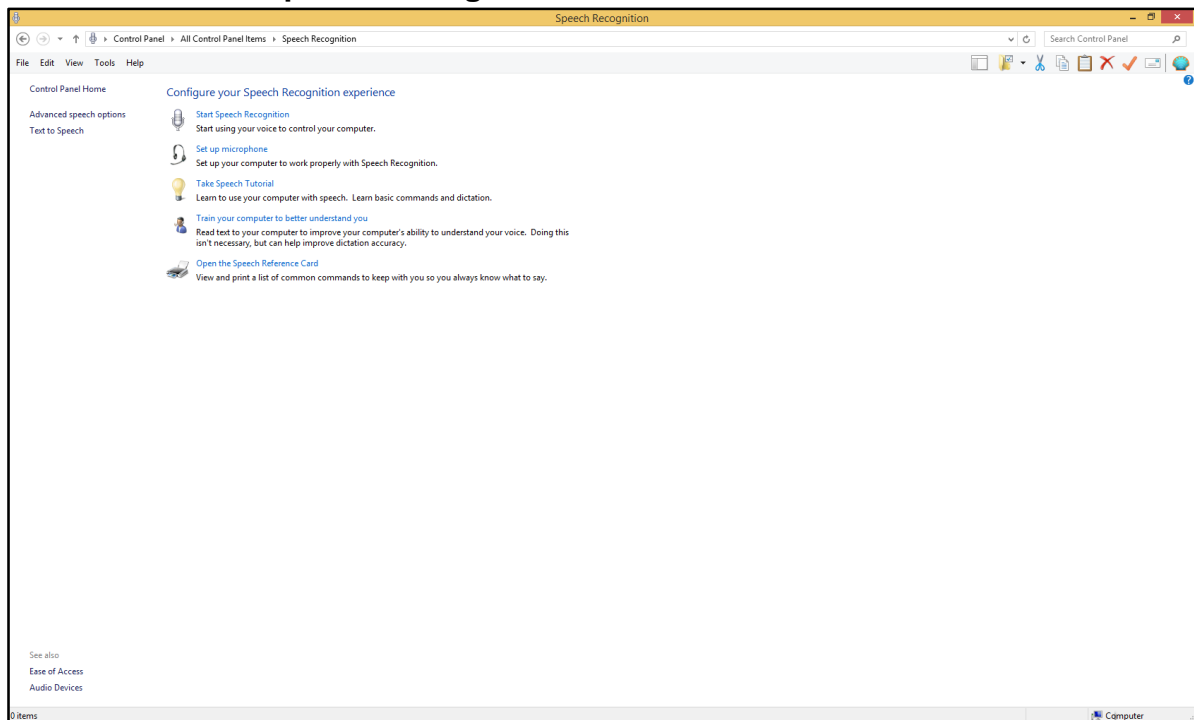 Speech Recognition
Control Panel All Control Panel Items Speech Recognition
Search Control Panel
File Edit View Tools Help
Control Panel Home
Advanced speech options
Text to Speech
Configure your Speech Recognition experience
Start Speech Recognition
Start using your voice to control your computer.
Set up microphone
Set up your computer to work properly with Speech Recognition.
Take Speech Tutorial
Learn to use your computer with speech. Learn basic commands and dictation.
Train your computer to better understand you
Read text to your computer to improve your computer's ability to understand your voice. Doing this
isn't necessary, but can help improve dictation accuracy.
Open the Speech Reference Card
View and print a list of common commands to keep with you so you always know what to say.
See also
Ease of Access
Audio Devices
0 items
Computer